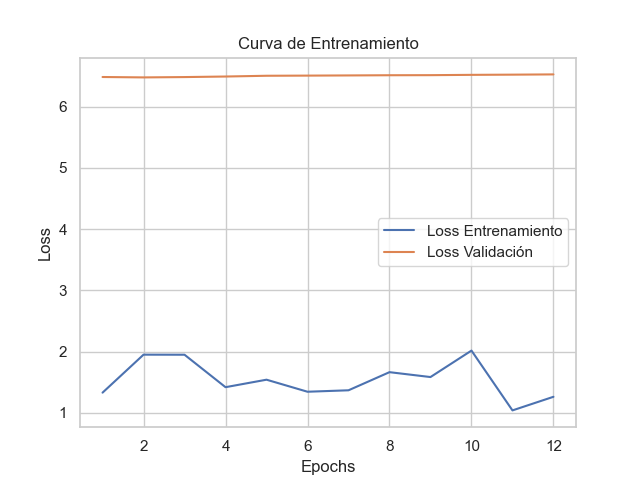 Curva de Entrenamiento
6
5
4
3
2
1
Loss
Loss Entrenamiento
Loss Validación
2
4
6
8
10
12
Epochs